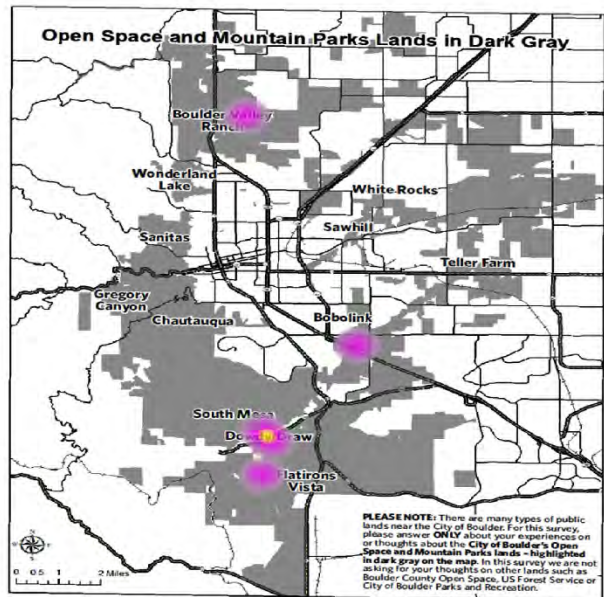 Open Space and Mountain Parks Lands in Dark Gray
Boulder Valley
Ranch
Wonderland
Lake
White Rocks
Sanitas
Sawhill
Teller Farm
Gregory
Canyon
Chautauqua
Bobolink
South Mesa
Dowdy Draw
Flatirons
Vista
PLEASE NOTE: There are many types of public
lands near the City of Boulder. For this survey,
please answer ONLY about your experiences on
or thoughts about the City of Boulder's Open
Space and Mountain Parks lands - highlighted
in dark gray on the map. In this survey we are not
asking for your thoughts on other lands such as
Boulder County Open Space, US Forest Service or
City of Boulder Parks and Recreation.
N
0 0.5 1 2 Miles